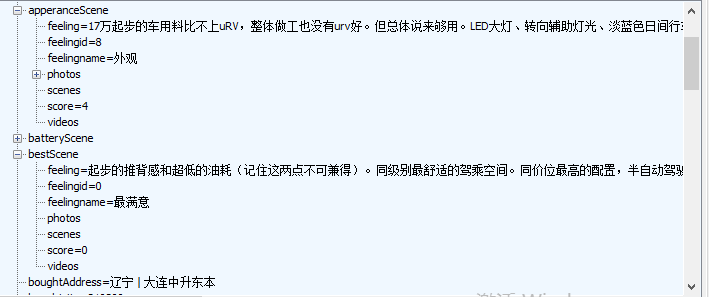 apperanceScene
feeling=17万起步的车用料比不上uRV，整体做工也没有urv好。但总体说来够用。LED大灯、转向辅助灯光、淡蓝色日间行
feelingid=8
feelingname=外观
photos
scenes
score=4
videos
batteryScene
bestScene
feeling=起步的推背感和超低的油耗（记住这两点不可兼得）。同级别最舒适的驾乘空间。同价位最高的配置，半自动驾驶
feelingid=0
feelingname=最满意
photos
scenes
score=0
videos
boughtAddress=辽宁 | 大连中升东本